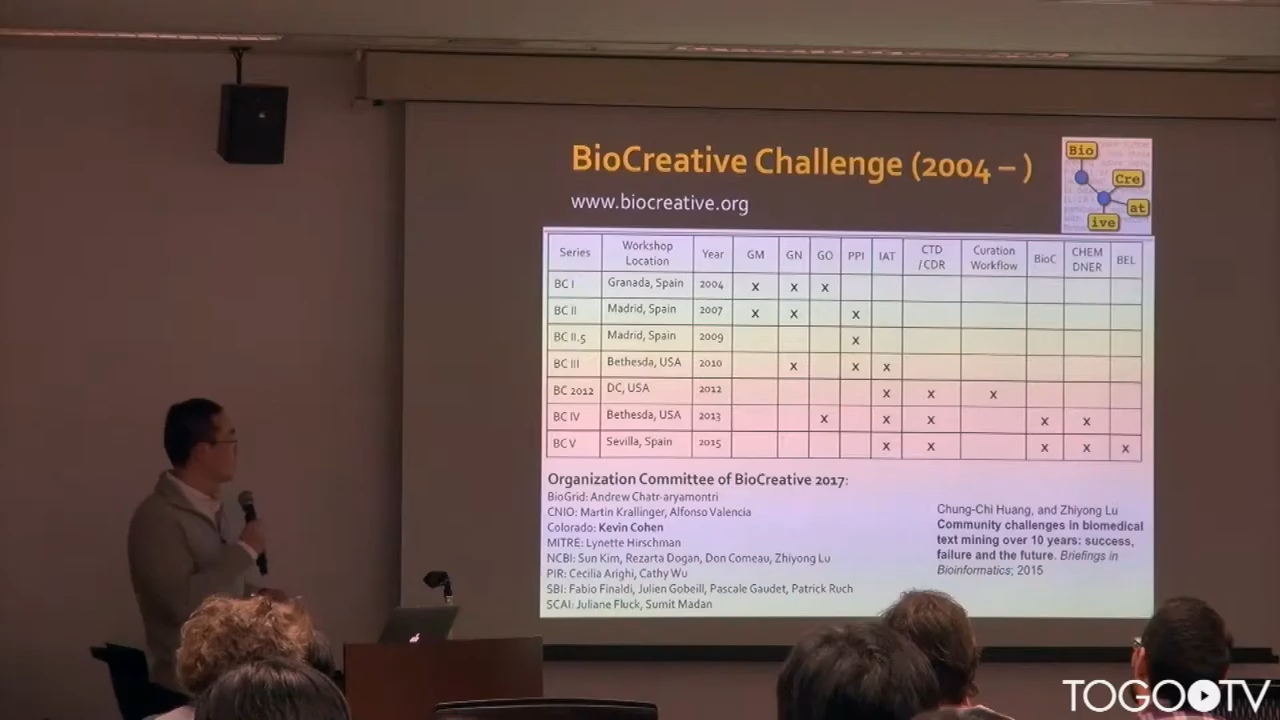 BioCreative Challenge (2004 – )
www.biocreative.org
Bio
Cre
at
ive
Series Workshop Location Year GM GN GO PPI IAT CTD /CDR Curation Workflow BioC CHEM DNER BEL
BC I Granada, Spain 2004 x x x
BC II Madrid, Spain 2007 x x x
BC II.5 Madrid, Spain 2009 x
BC III Bethesda, USA 2010 x x x
BC 2012 DC, USA 2012 x x x
BC IV Bethesda, USA 2013 x x x x x
BC V Sevilla, Spain 2015 x x x x x
Organization Committee of BioCreative 2017:
BioGrid: Andrew Chatr-aryamontri
CNIO: Martin Krallinger, Alfonso Valencia
Colorado: Kevin Cohen
MITRE: Lynette Hirschman
NCBI: Sun Kim, Rezarta Dogan, Don Comeau, Zhiyong Lu
PIR: Cecilia Arighi, Cathy Wu
SBI: Fabio Finaldi, Julien Gobeill, Pascale Gaudet, Patrick Ruch
SCAI: Juliane Fluck, Sumit Madan
Chung-Chi Huang, and Zhiyong Lu
Community challenges in biomedical
text mining over 10 years: success,
failure and the future. Briefings in
Bioinformatics, 2015
TOGOTV